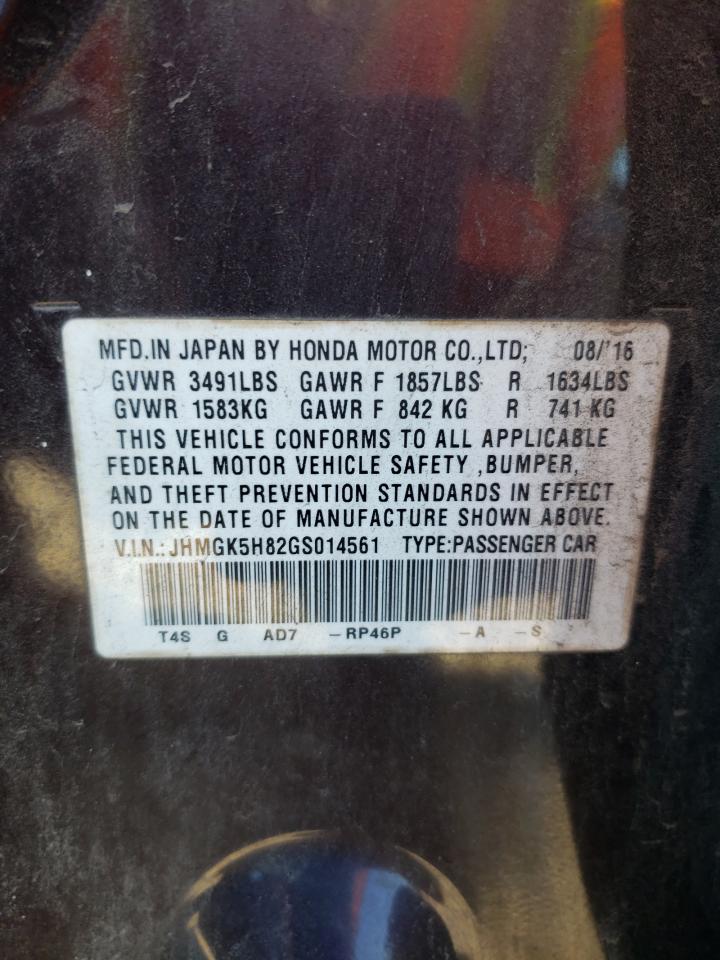 MFD.IN JAPAN BY HONDA MOTOR CO.,LTD; 08/'16
GVWR 3491LBS GAWR F 1857LBS R 1634LBS
GVWR 1583KG GAWR F 842 KG R 741 KG
THIS VEHICLE CONFORMS TO ALL APPLICABLE
FEDERAL MOTOR VEHICLE SAFETY ,BUMPER,
AND THEFT PREVENTION STANDARDS IN EFFECT
ON THE DATE OF MANUFACTURE SHOWN ABOVE.
V.I.N.: JHMGK5H82GS014561 TYPE:PASSENGER CAR
T4S G AD7 -RP46P -A -S